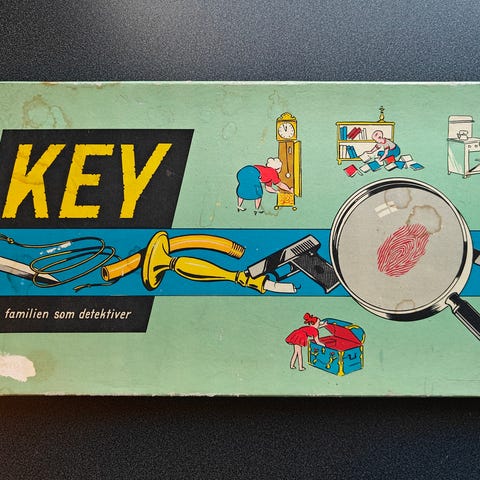 KEY
familien som detektiver